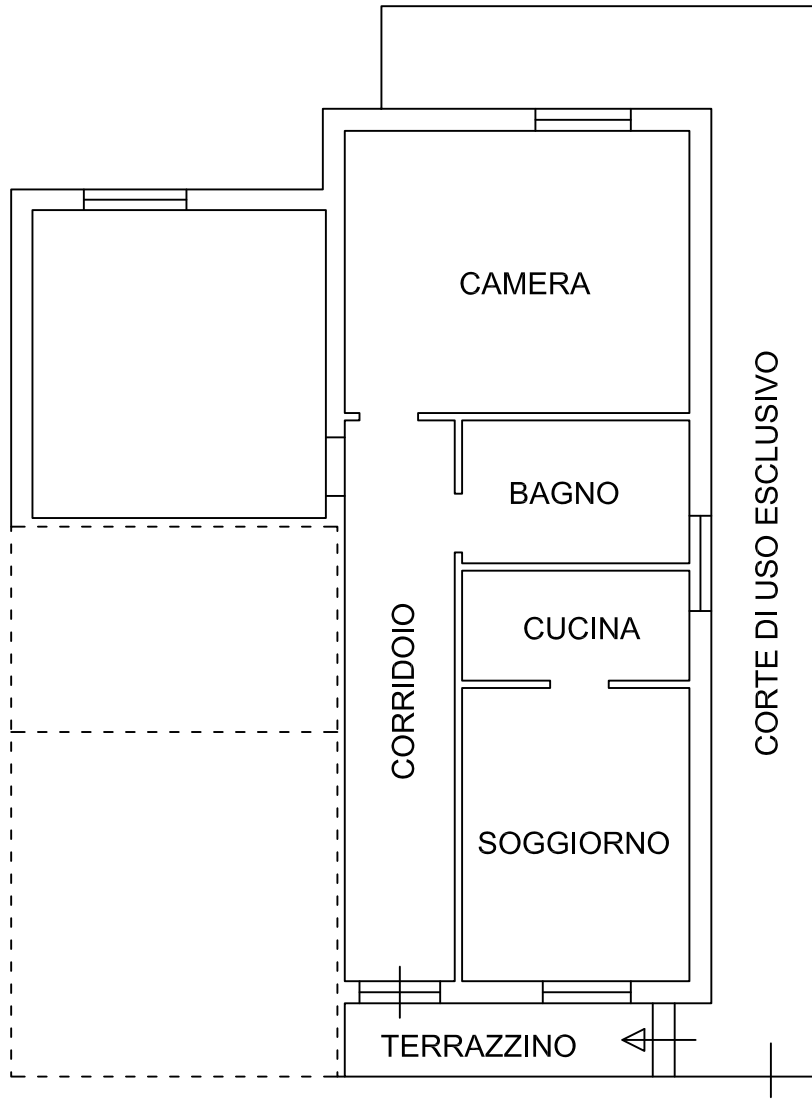 CAMERA
BAGNO
CUCINA
CORRIDOIO
CORTE DI USO ESCLUSIVO
SOGGIORNO
TERRAZZINO